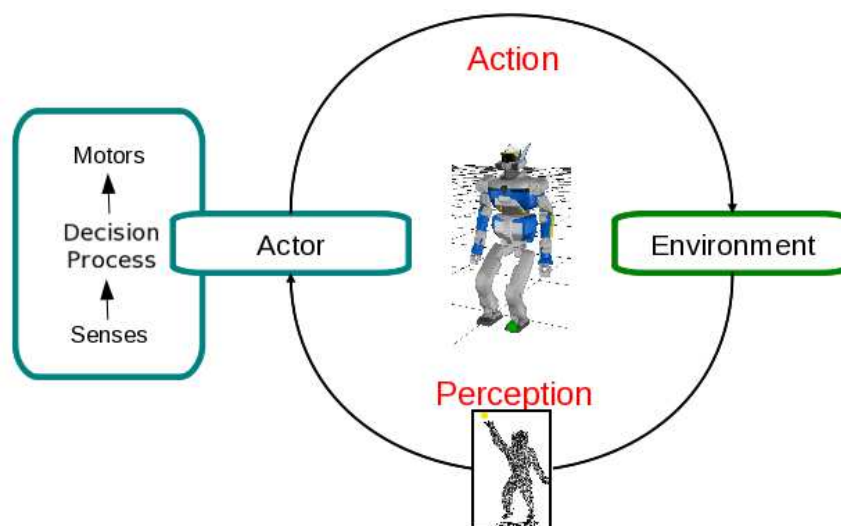 Action
Motors
Decision
Process
Senses
Actor
Environment
Perception